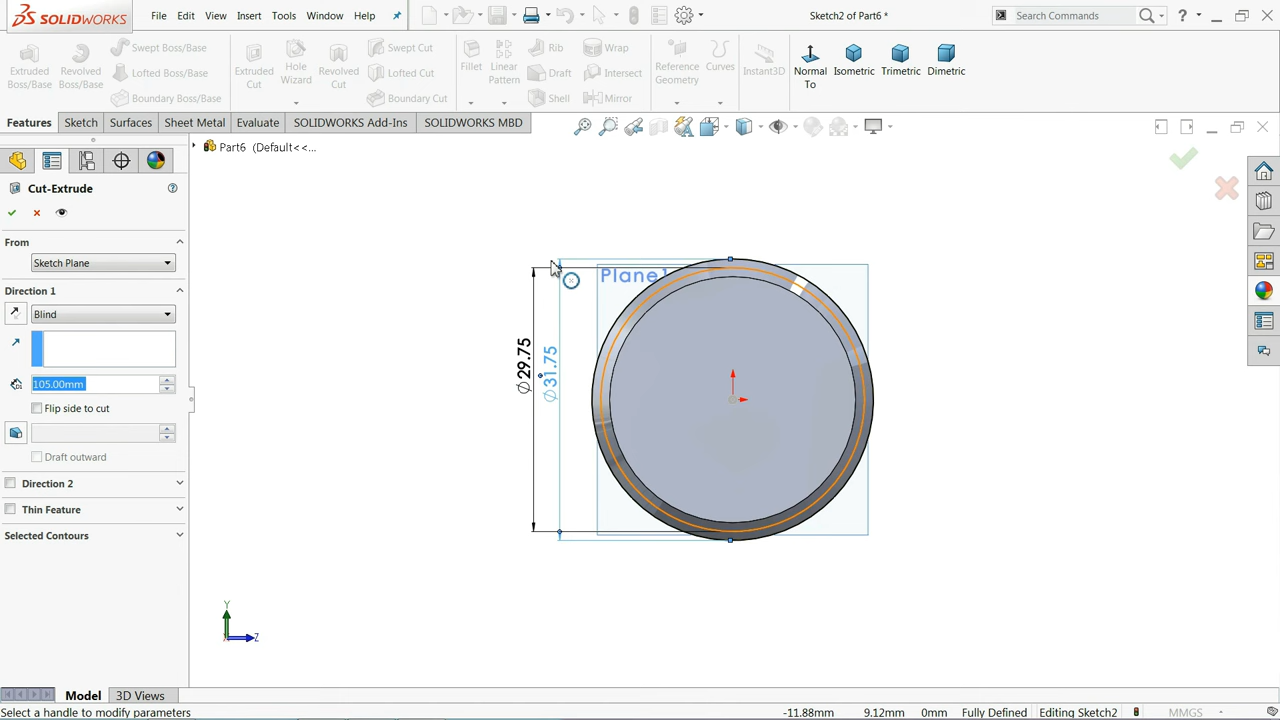 SOLIDWORKS
File
Edit
View
Insert
Tools
Window
Help
Sketch2 of Part6 *
Search Commands
?
Extruded Boss/Base
Revolved Boss/Base
Swept Boss/Base
Lofted Boss/Base
Boundary Boss/Base
Extruded Cut
Hole Wizard
Revolved Cut
Swept Cut
Lofted Cut
Boundary Cut
Fillet
Linear Pattern
Rib
Draft
Shell
Wrap
Intersect
Mirror
Reference Geometry
Curves
Instant3D
Normal To
Isometric
Trimetric
Dimetric
Features
Sketch
Surfaces
Sheet Metal
Evaluate
SOLIDWORKS Add-Ins
SOLIDWORKS MBD
Part6 (Default<<...
Cut-Extrude
From
Sketch Plane
Direction 1
Blind
105.00mm
Flip side to cut
Draft outward
Direction 2
Thin Feature
Selected Contours
Plane1
Ø29.75
Ø31.75
Y
Z
Model
3D Views
Select a handle to modify parameters
-11.88mm
9.12mm
0mm
Fully Defined
Editing Sketch2
MMGS